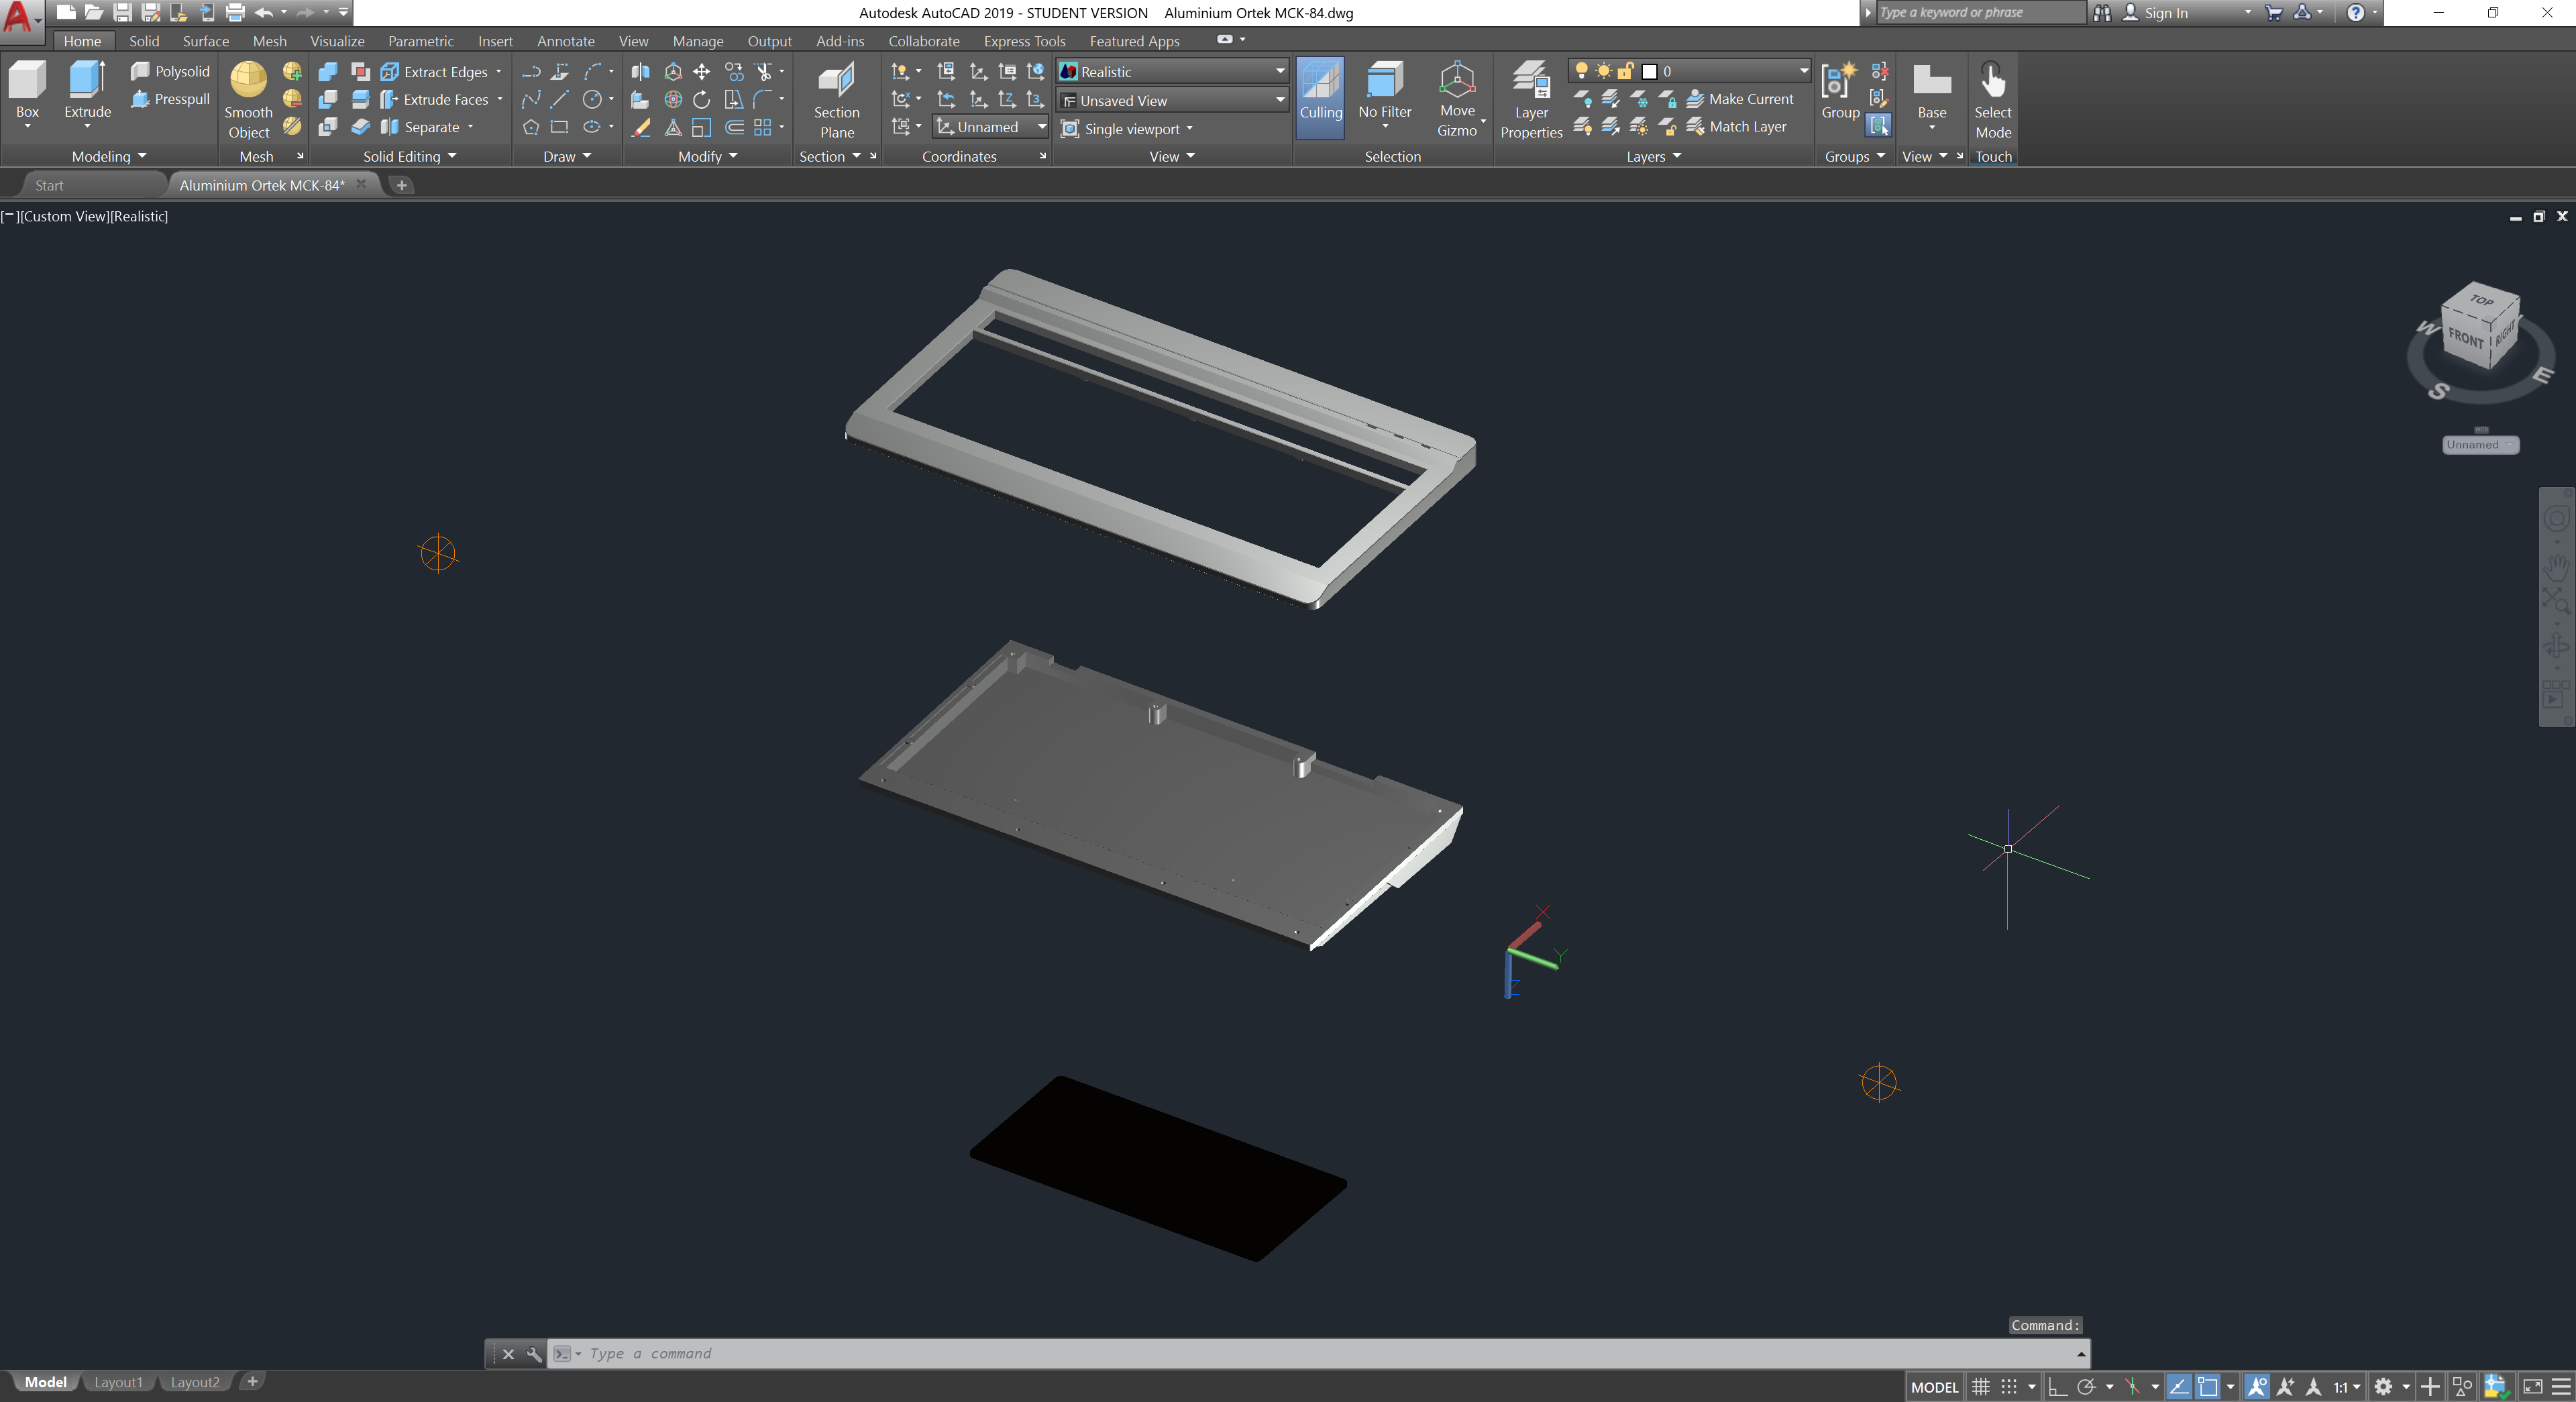 Autodesk AutoCAD 2019 - STUDENT VERSION Aluminium Ortek MCK-84.dwg
Type a keyword or phrase
Sign In
Home Solid Surface Mesh Visualize Parametric Insert Annotate View Manage Output Add-ins Collaborate Express Tools Featured Apps
Box
Extrude
Polysolid
Presspull
Modeling
Smooth
Object
Mesh
Extract Edges
Extrude Faces
Separate
Solid Editing
Draw
Modify
Section
Plane
Section
Unnamed
Coordinates
Realistic
Unsaved View
Single viewport
View
Culling
No Filter
Move
Gizmo
Selection
Layer
Properties
0
Make Current
Match Layer
Layers
Group
Groups
Base
View
Select
Mode
Touch
Start
Aluminium Ortek MCK-84*
[−][Custom View][Realistic]
TOP
FRONT
RIGHT
W
S
E
WCS
Unnamed
X
Y
Z
Command:
Type a command
Model Layout1 Layout2
MODEL
1:1